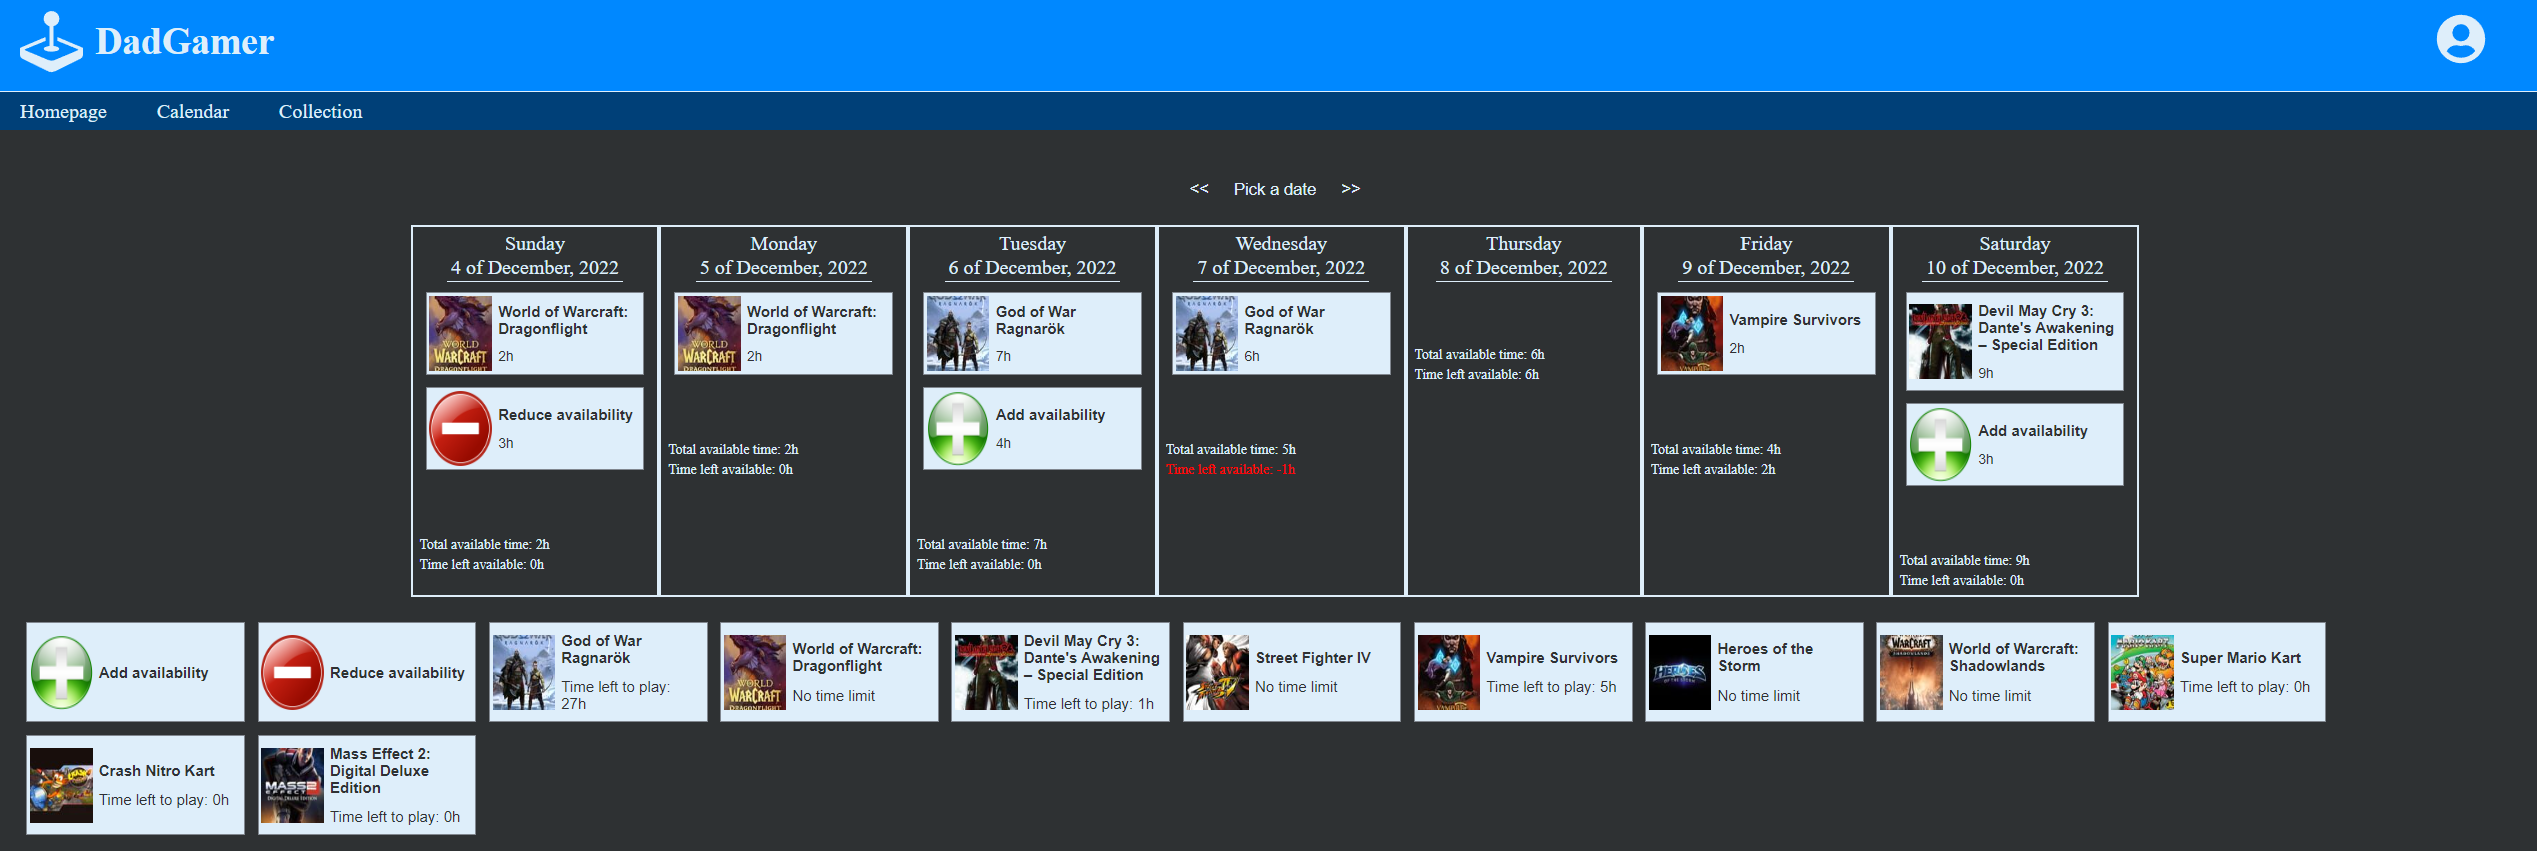 DadGamer
Homepage Calendar Collection
<< Pick a date >>
Sunday
4 of December, 2022
World of Warcraft:
Dragonflight
2h
Reduce availability
3h
Total available time: 2h
Time left available: 0h
Monday
5 of December, 2022
World of Warcraft:
Dragonflight
2h
Total available time: 2h
Time left available: 0h
Tuesday
6 of December, 2022
God of War
Ragnarök
7h
Add availability
4h
Total available time: 7h
Time left available: 0h
Wednesday
7 of December, 2022
God of War
Ragnarök
6h
Total available time: 5h
Time left available: -1h
Thursday
8 of December, 2022
Total available time: 6h
Time left available: 6h
Friday
9 of December, 2022
Vampire Survivors
2h
Total available time: 4h
Time left available: 2h
Saturday
10 of December, 2022
Devil May Cry 3:
Dante's Awakening
– Special Edition
9h
Add availability
3h
Total available time: 9h
Time left available: 0h
Add availability
Reduce availability
God of War
Ragnarök
Time left to play:
27h
World of Warcraft:
Dragonflight
No time limit
Devil May Cry 3:
Dante's Awakening
– Special Edition
Time left to play: 1h
Street Fighter IV
No time limit
Vampire Survivors
Time left to play: 5h
Heroes of the
Storm
No time limit
World of Warcraft:
Shadowlands
No time limit
Super Mario Kart
Time left to play: 0h
Crash Nitro Kart
Time left to play: 0h
Mass Effect 2:
Digital Deluxe
Edition
Time left to play: 0h